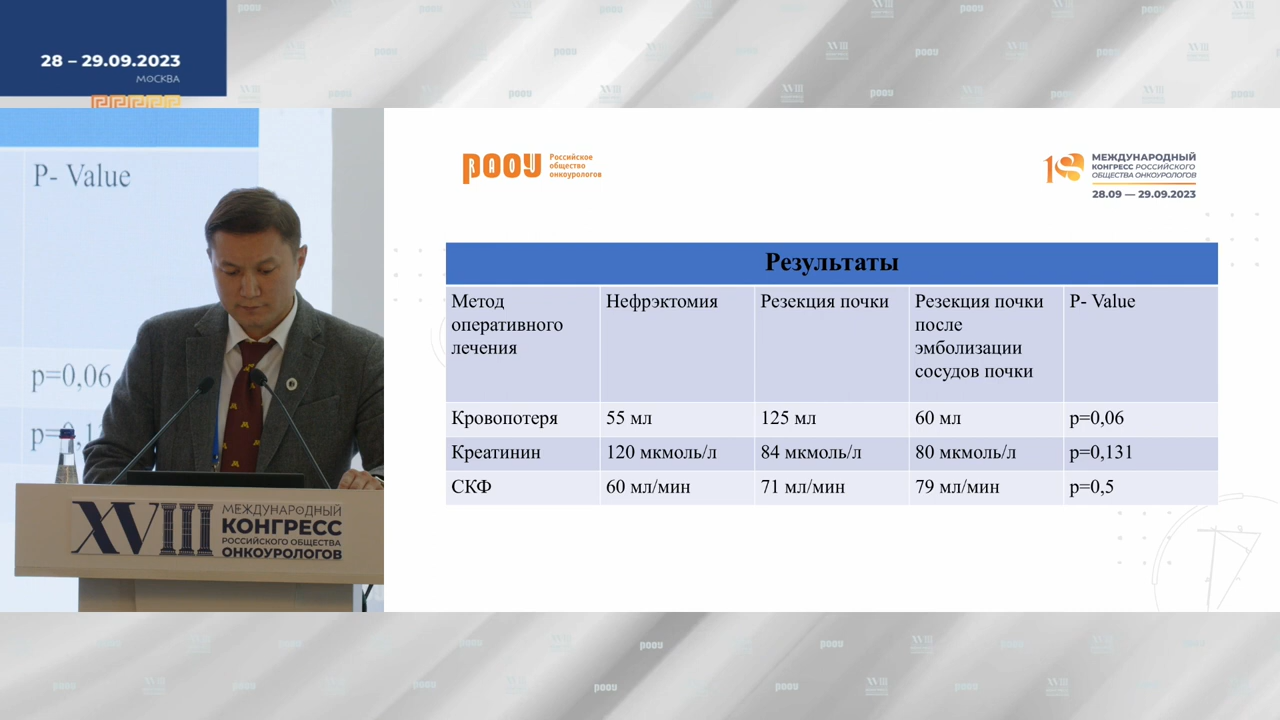 28 – 29.09.2023
МОСКВА
P- Value
p=0,06
РООУ
Российское
общество
онкоурологов
18
МЕЖДУНАРОДНЫЙ
КОНГРЕСС РОССИЙСКОГО
ОБЩЕСТВА ОНКОУРОЛОГОВ
28.09 — 29.09.2023
Результаты
Метод оперативного лечения
Нефрэктомия
Резекция почки
Резекция почки после эмболизации сосудов почки
P- Value
Кровопотеря
55 мл
125 мл
60 мл
p=0,06
Креатинин
120 мкмоль/л
84 мкмоль/л
80 мкмоль/л
p=0,131
СКФ
60 мл/мин
71 мл/мин
79 мл/мин
p=0,5
XVIII
МЕЖДУНАРОДНЫЙ
КОНГРЕСС
РОССИЙСКОГО ОБЩЕСТВА
ОНКОУРОЛОГОВ